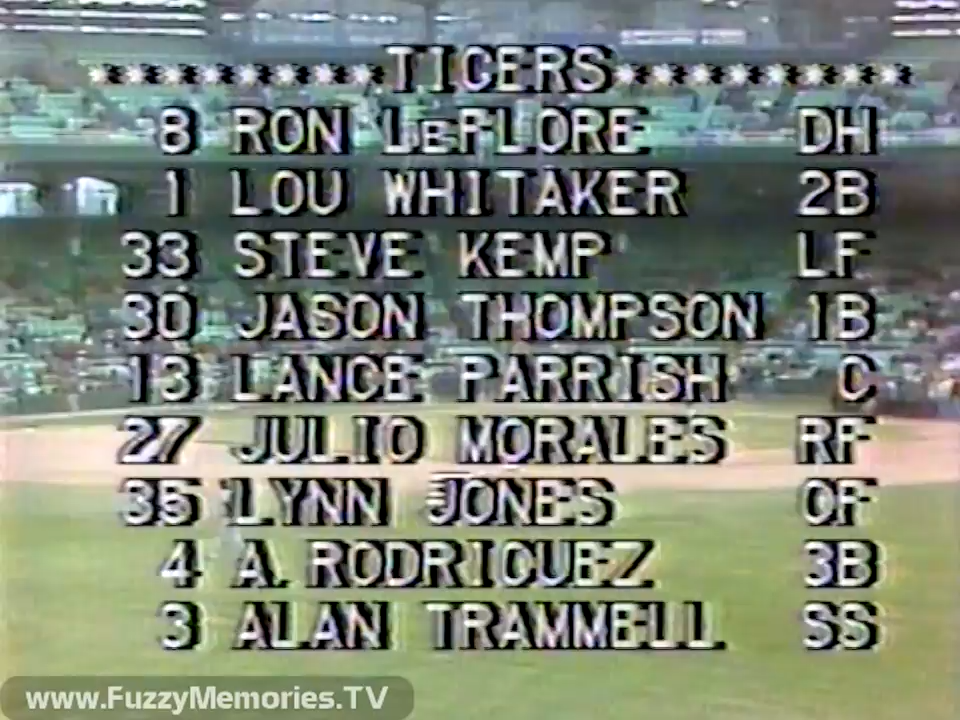 **********TIGERS**********
8 RON LeFLORE DH
1 LOU WHITAKER 2B
33 STEVE KEMP LF
30 JASON THOMPSON 1B
13 LANCE PARRISH C
27 JULIO MORALES RF
35 LYNN JONES OF
4 A. RODRIGUEZ 3B
3 ALAN TRAMMELL SS
www.FuzzyMemories.TV